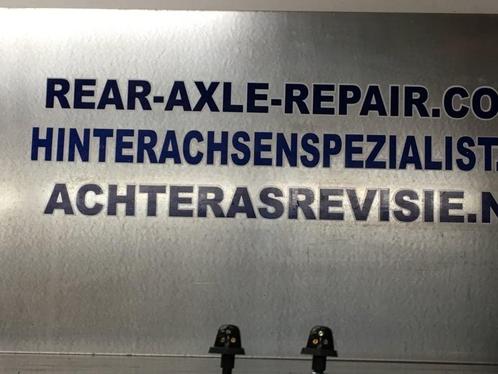 REAR-AXLE-REPAIR.CO
HINTERACHSENSPEZIALIST.
ACHTERASREVISIE.N